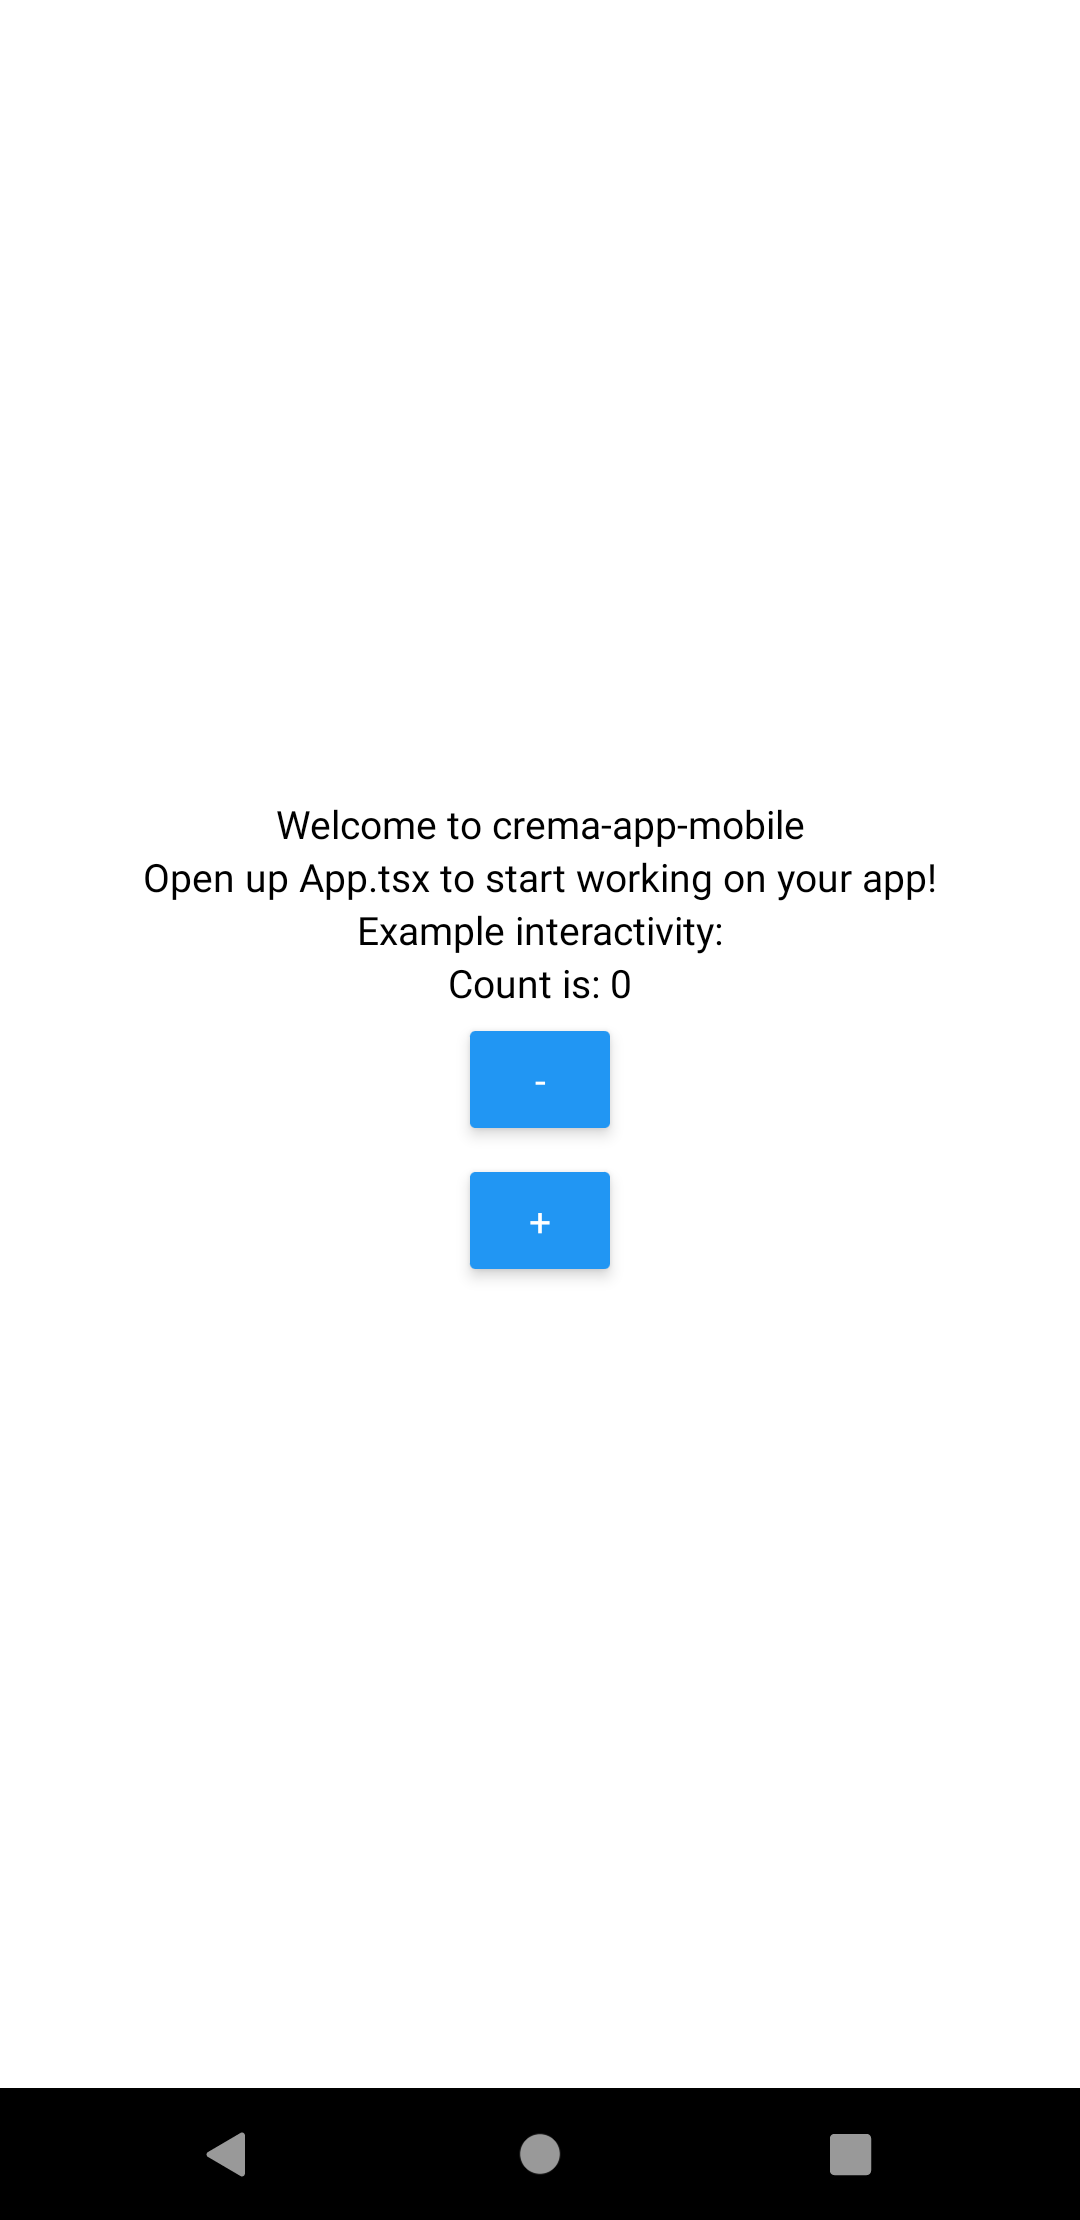 Welcome to crema-app-mobile
Open up App.tsx to start working on your app!
Example interactivity:
Count is: 0
-
+